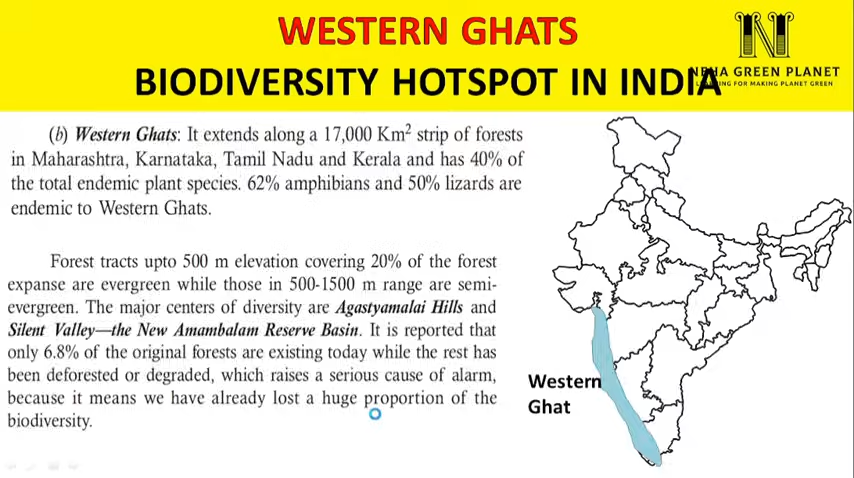 WESTERN GHATS
BIODIVERSITY HOTSPOT IN INDIA
N
NEHA GREEN PLANET
LEARNING FOR MAKING PLANET GREEN
(b) Western Ghats: It extends along a 17,000 Km² strip of forests
in Maharashtra, Karnataka, Tamil Nadu and Kerala and has 40% of
the total endemic plant species. 62% amphibians and 50% lizards are
endemic to Western Ghats.
Forest tracts upto 500 m elevation covering 20% of the forest
expanse are evergreen while those in 500-1500 m range are semi-
evergreen. The major centers of diversity are Agastyamalai Hills and
Silent Valley—the New Amambalam Reserve Basin. It is reported that
only 6.8% of the original forests are existing today while the rest has
been deforested or degraded, which raises a serious cause of alarm,
because it means we have already lost a huge proportion of the
biodiversity.
Western
Ghat